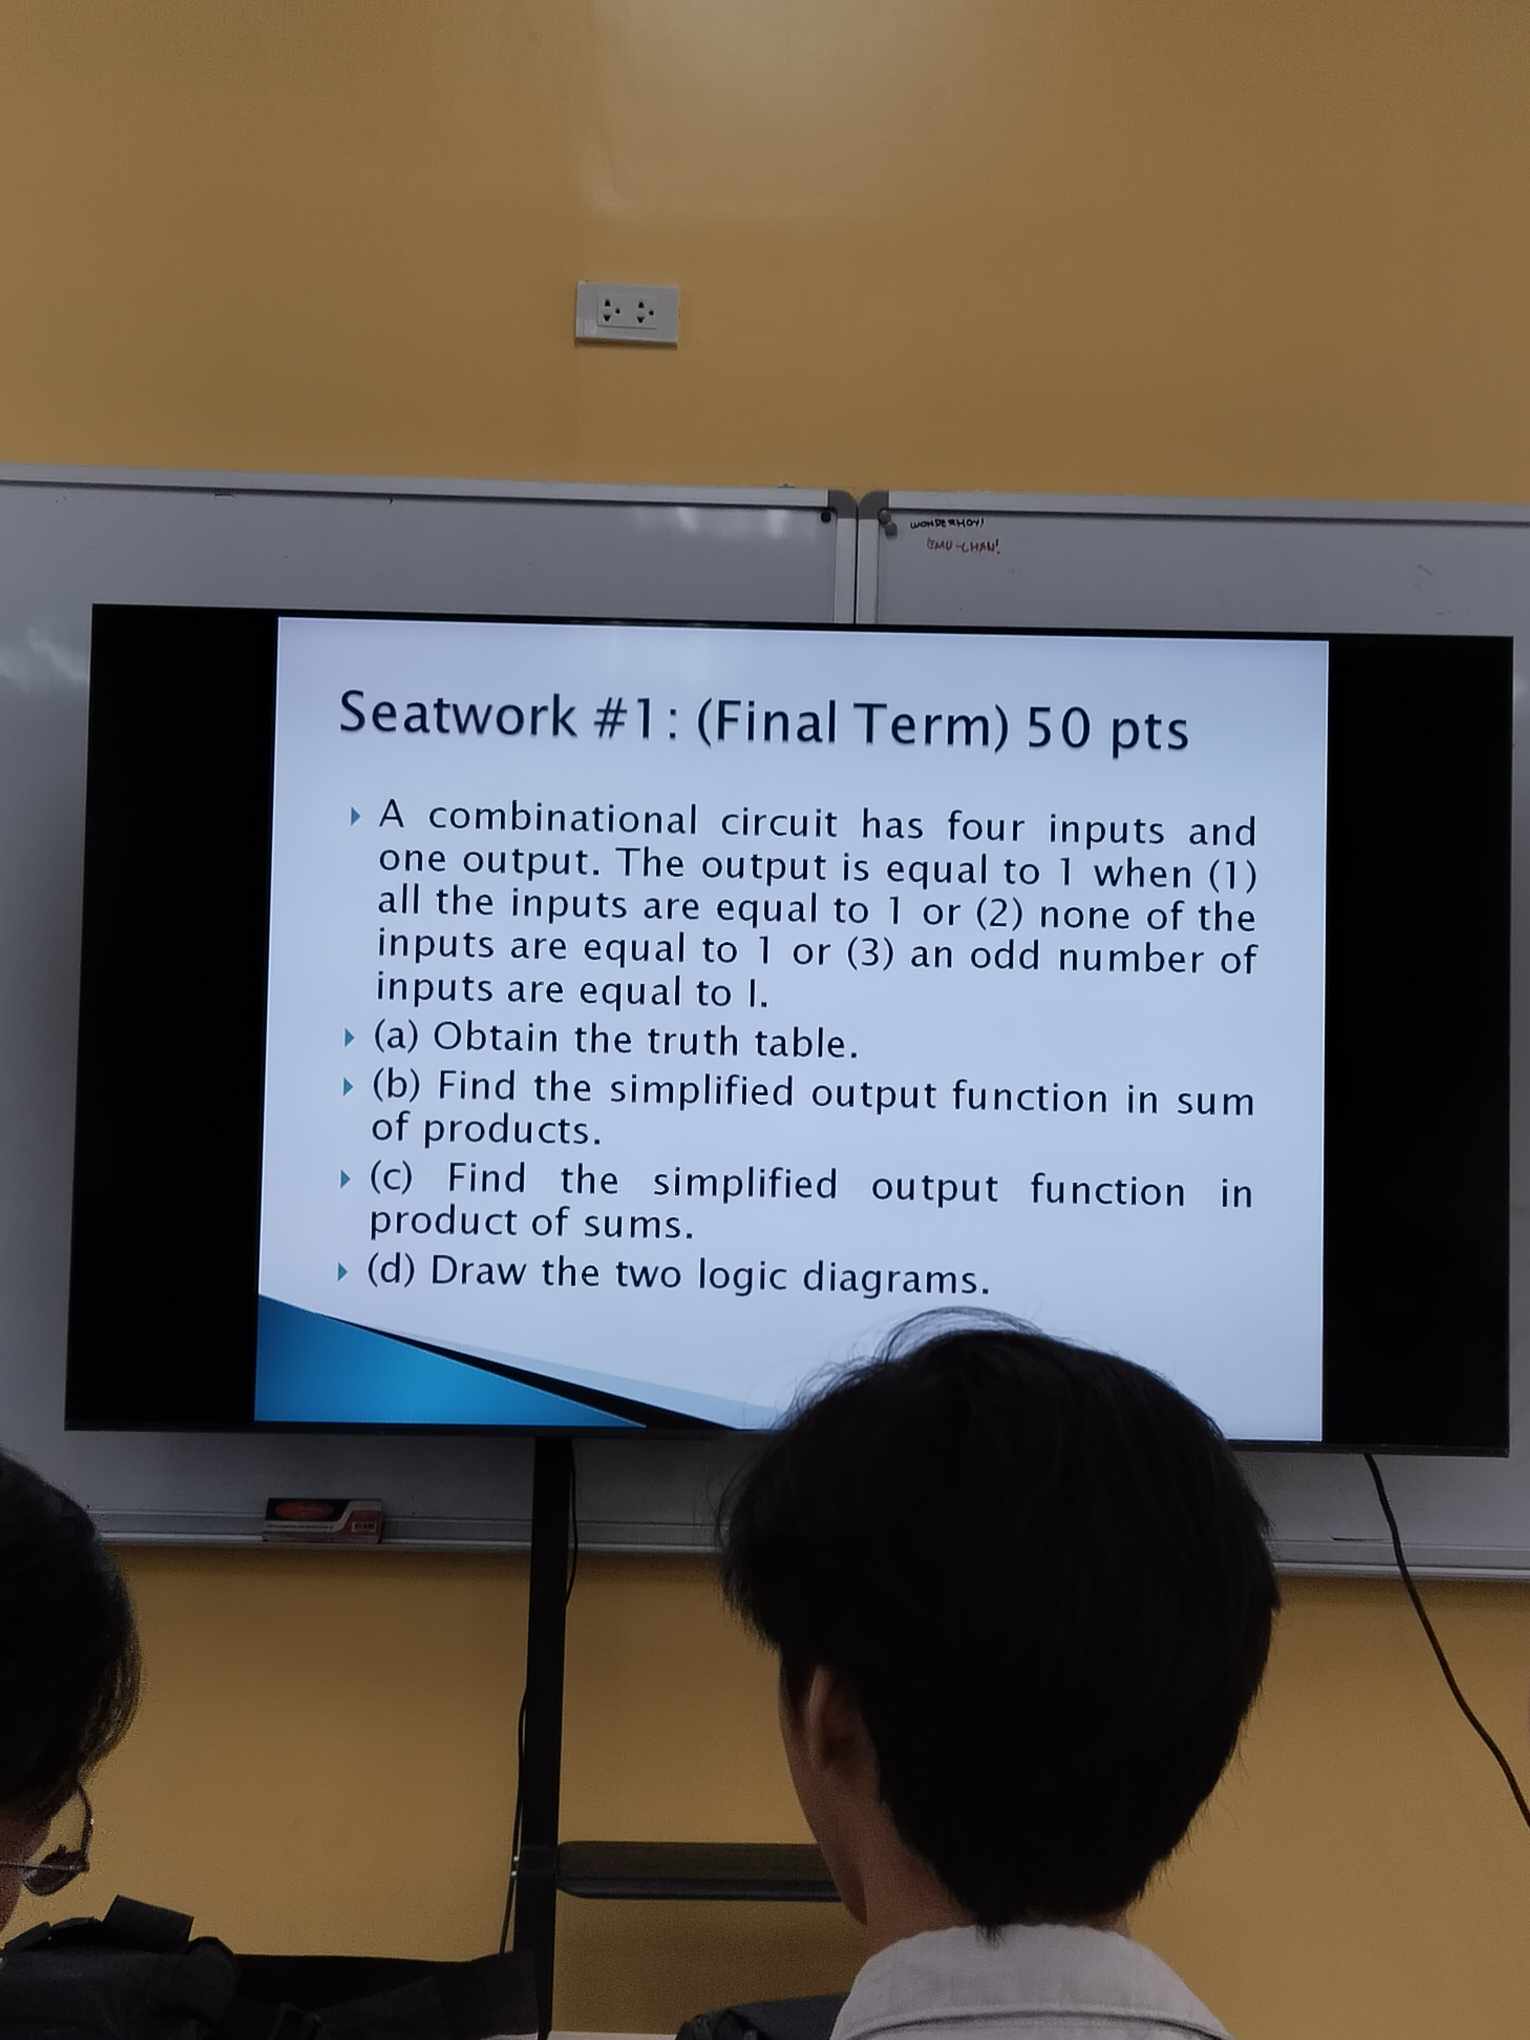 WONDERHOY!
EMU-CHAN!
Seatwork #1: (Final Term) 50 pts
A combinational circuit has four inputs and
one output. The output is equal to 1 when (1)
all the inputs are equal to 1 or (2) none of the
inputs are equal to 1 or (3) an odd number of
inputs are equal to l.
(a) Obtain the truth table.
(b) Find the simplified output function in sum
of products.
(c) Find the simplified output function in
product of sums.
(d) Draw the two logic diagrams.